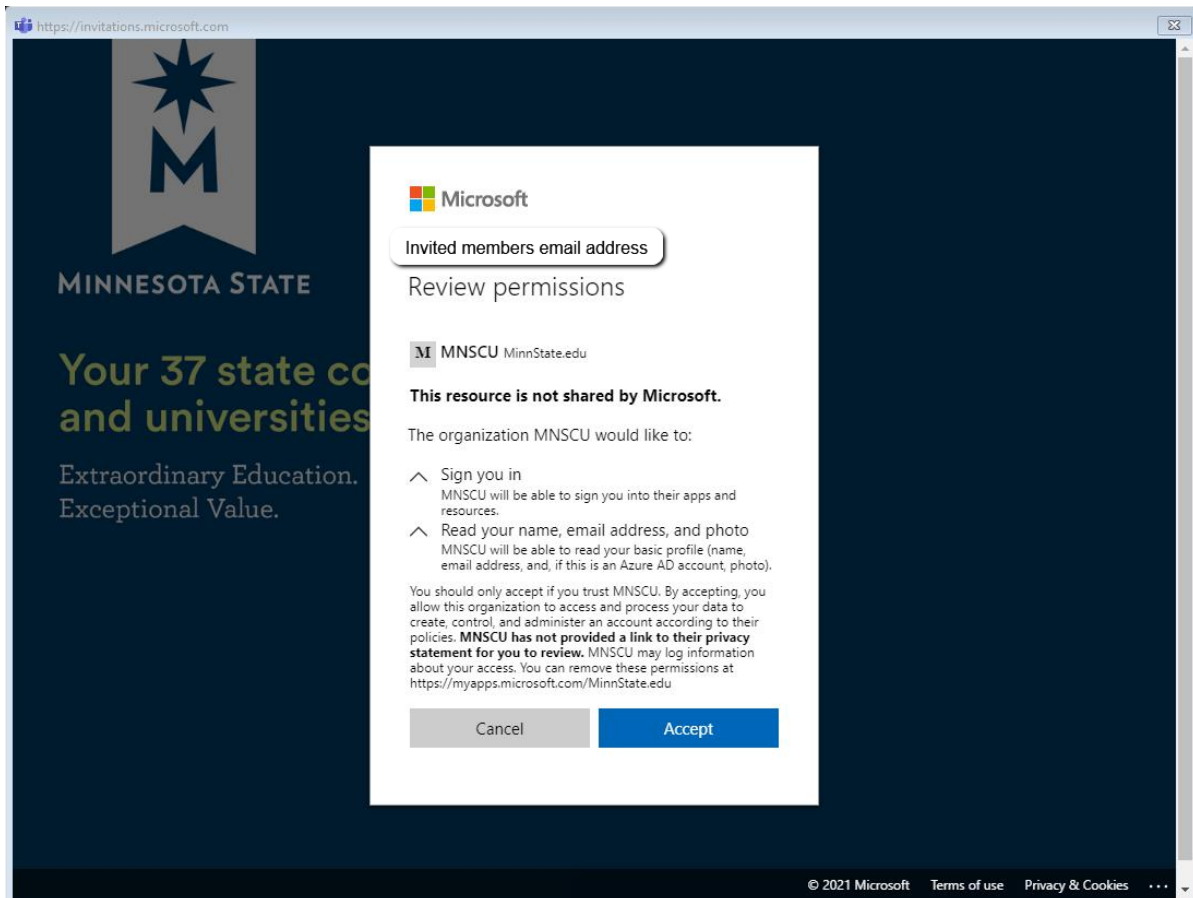 https://invitations.microsoft.com
M
MINNESOTA STATE
Your 37 state co
and universities
Extraordinary Education.
Exceptional Value.
Microsoft
Invited members email address
Review permissions
M MNSCU MinnState.edu
This resource is not shared by Microsoft.
The organization MNSCU would like to:
Sign you in
MNSCU will be able to sign you into their apps and
resources.
Read your name, email address, and photo
MNSCU will be able to read your basic profile (name,
email address, and, if this is an Azure AD account, photo).
You should only accept if you trust MNSCU. By accepting, you
allow this organization to access and process your data to
create, control, and administer an account according to their
policies. MNSCU has not provided a link to their privacy
statement for you to review. MNSCU may log information
about your access. You can remove these permissions at
https://myapps.microsoft.com/MinnState.edu
Cancel
Accept
© 2021 Microsoft Terms of use Privacy & Cookies ...